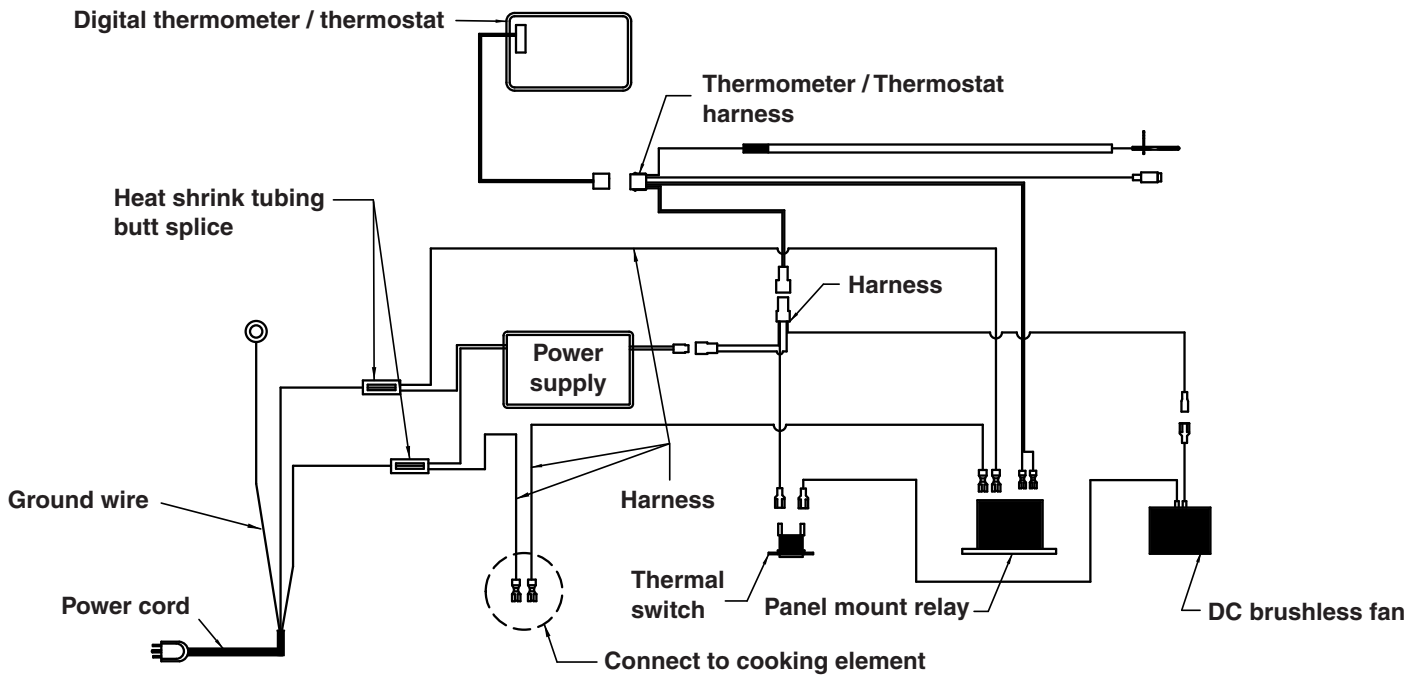 Digital thermometer / thermostat
Thermometer / Thermostat
harness
Heat shrink tubing
butt splice
Harness
Power
supply
Ground wire
Harness
Thermal
switch
Panel mount relay
Power cord
DC brushless fan
Connect to cooking element